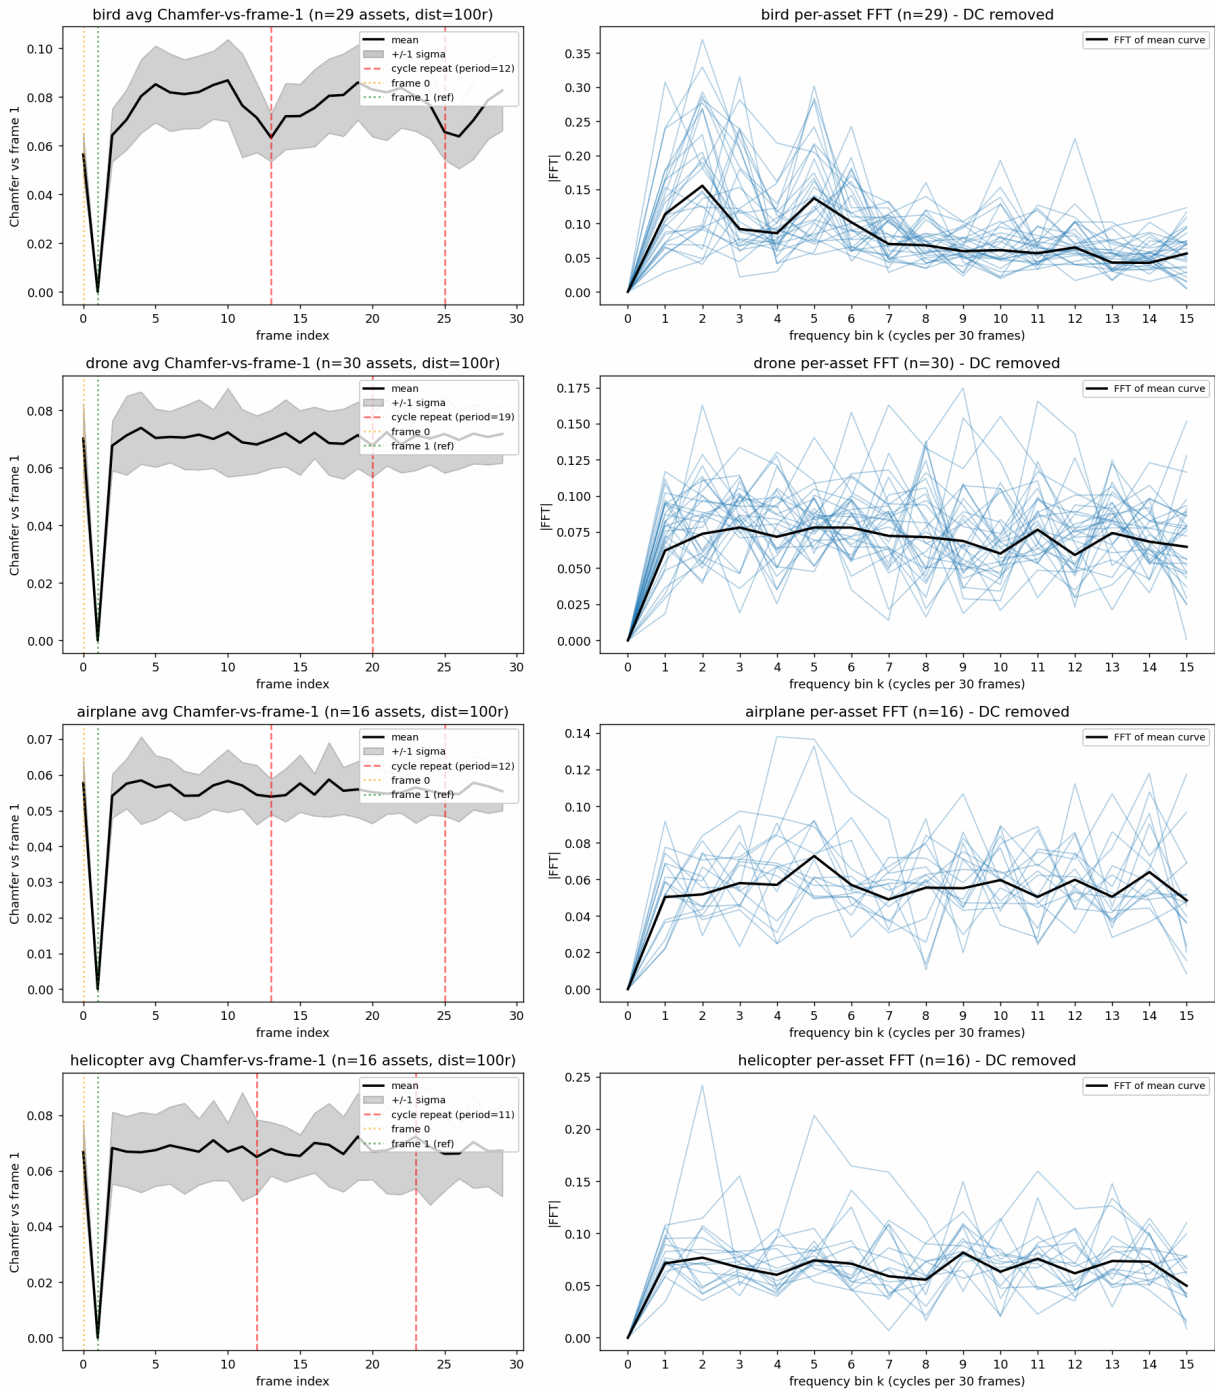 bird avg Chamfer-vs-frame-1 (n=29 assets, dist=100r)
Chamfer vs frame 1
0.10
0.08
0.06
0.04
0.02
0.00
mean
+/-1 sigma
cycle repeat (period=12)
frame 0
frame 1 (ref)
0 5 10 15 20 25 30
frame index
bird per-asset FFT (n=29) - DC removed
|FFT|
0.35
0.30
0.25
0.20
0.15
0.10
0.05
0.00
FFT of mean curve
0 1 2 3 4 5 6 7 8 9 10 11 12 13 14 15
frequency bin k (cycles per 30 frames)
drone avg Chamfer-vs-frame-1 (n=30 assets, dist=100r)
Chamfer vs frame 1
0.08
0.06
0.04
0.02
0.00
mean
+/-1 sigma
cycle repeat (period=19)
frame 0
frame 1 (ref)
0 5 10 15 20 25 30
frame index
drone per-asset FFT (n=30) - DC removed
|FFT|
0.175
0.150
0.125
0.100
0.075
0.050
0.025
0.000
FFT of mean curve
0 1 2 3 4 5 6 7 8 9 10 11 12 13 14 15
frequency bin k (cycles per 30 frames)
airplane avg Chamfer-vs-frame-1 (n=16 assets, dist=100r)
Chamfer vs frame 1
0.07
0.06
0.05
0.04
0.03
0.02
0.01
0.00
mean
+/-1 sigma
cycle repeat (period=12)
frame 0
frame 1 (ref)
0 5 10 15 20 25 30
frame index
airplane per-asset FFT (n=16) - DC removed
|FFT|
0.14
0.12
0.10
0.08
0.06
0.04
0.02
0.00
FFT of mean curve
0 1 2 3 4 5 6 7 8 9 10 11 12 13 14 15
frequency bin k (cycles per 30 frames)
helicopter avg Chamfer-vs-frame-1 (n=16 assets, dist=100r)
Chamfer vs frame 1
0.08
0.06
0.04
0.02
0.00
mean
+/-1 sigma
cycle repeat (period=11)
frame 0
frame 1 (ref)
0 5 10 15 20 25 30
frame index
helicopter per-asset FFT (n=16) - DC removed
|FFT|
0.25
0.20
0.15
0.10
0.05
0.00
FFT of mean curve
0 1 2 3 4 5 6 7 8 9 10 11 12 13 14 15
frequency bin k (cycles per 30 frames)